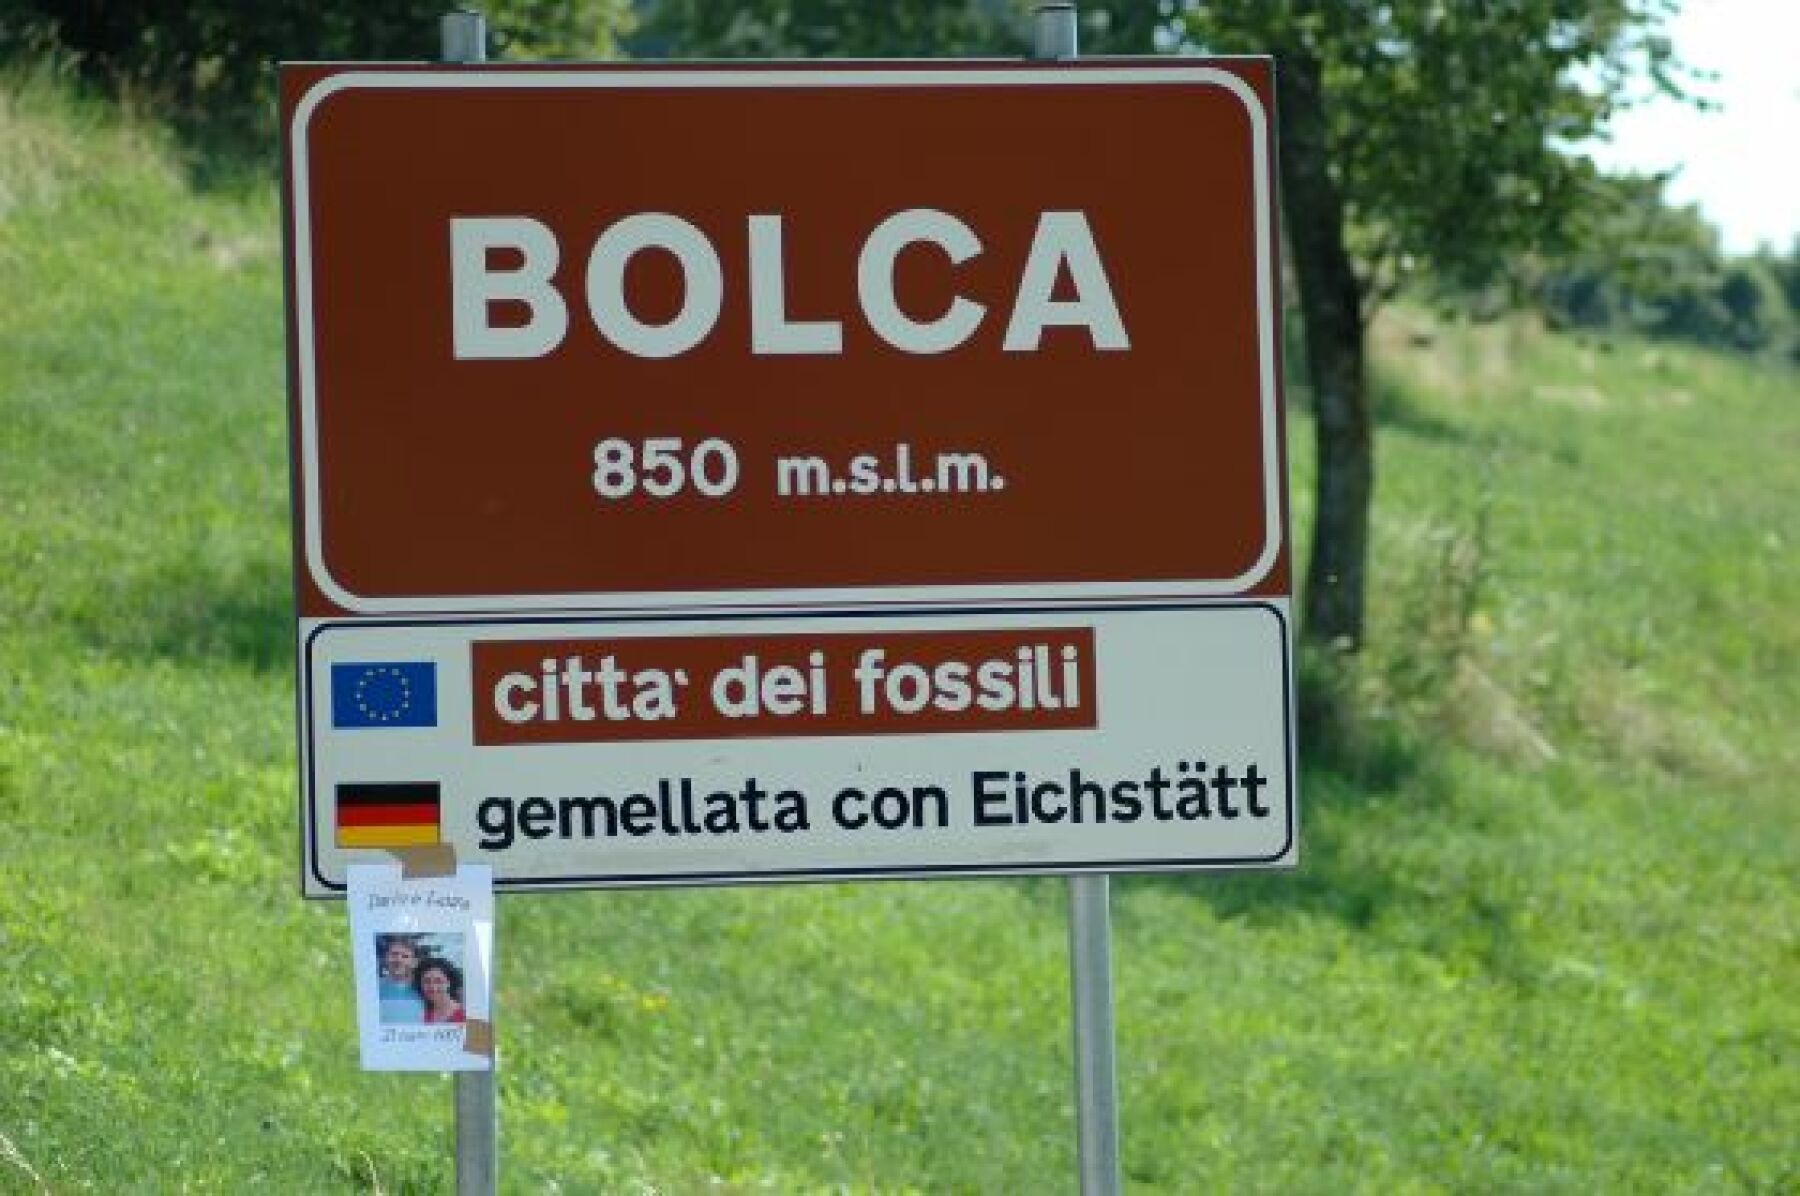 BOLCA
850 m.s.l.m.
citta` dei fossili
gemellata con Eichstätt